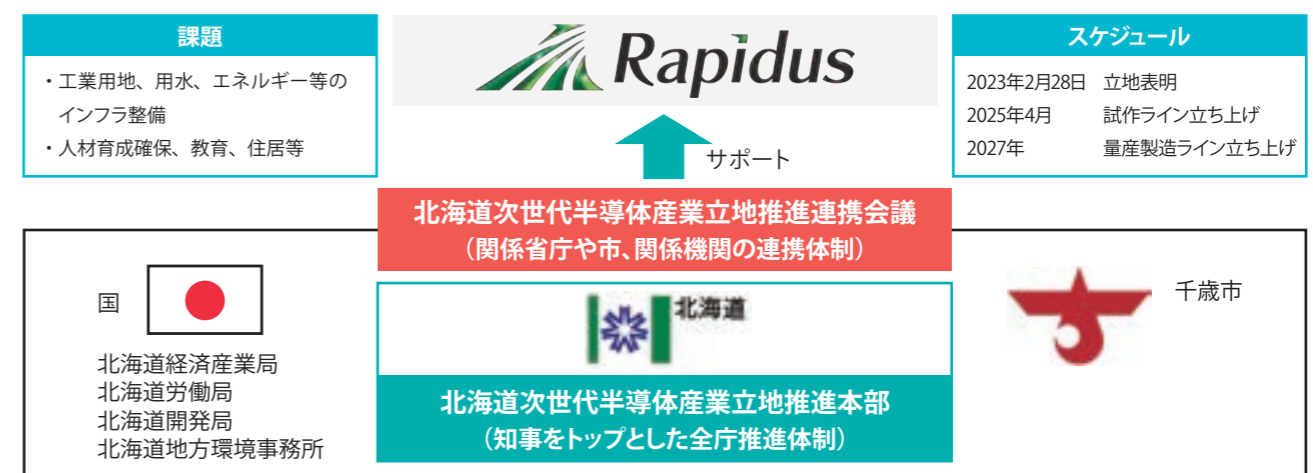 課題
・工業用地、用水、エネルギー等の
インフラ整備
・人材育成確保、教育、住居等
Rapidus
サポート
スケジュール
2023年2月28日 立地表明
2025年4月 試作ライン立ち上げ
2027年 量産製造ライン立ち上げ
北海道次世代半導体産業立地推進連携会議
（関係省庁や市、関係機関の連携体制）
国
北海道経済産業局
北海道労働局
北海道開発局
北海道地方環境事務所
北海道
北海道次世代半導体産業立地推進本部
（知事をトップとした全庁推進体制）
千歳市